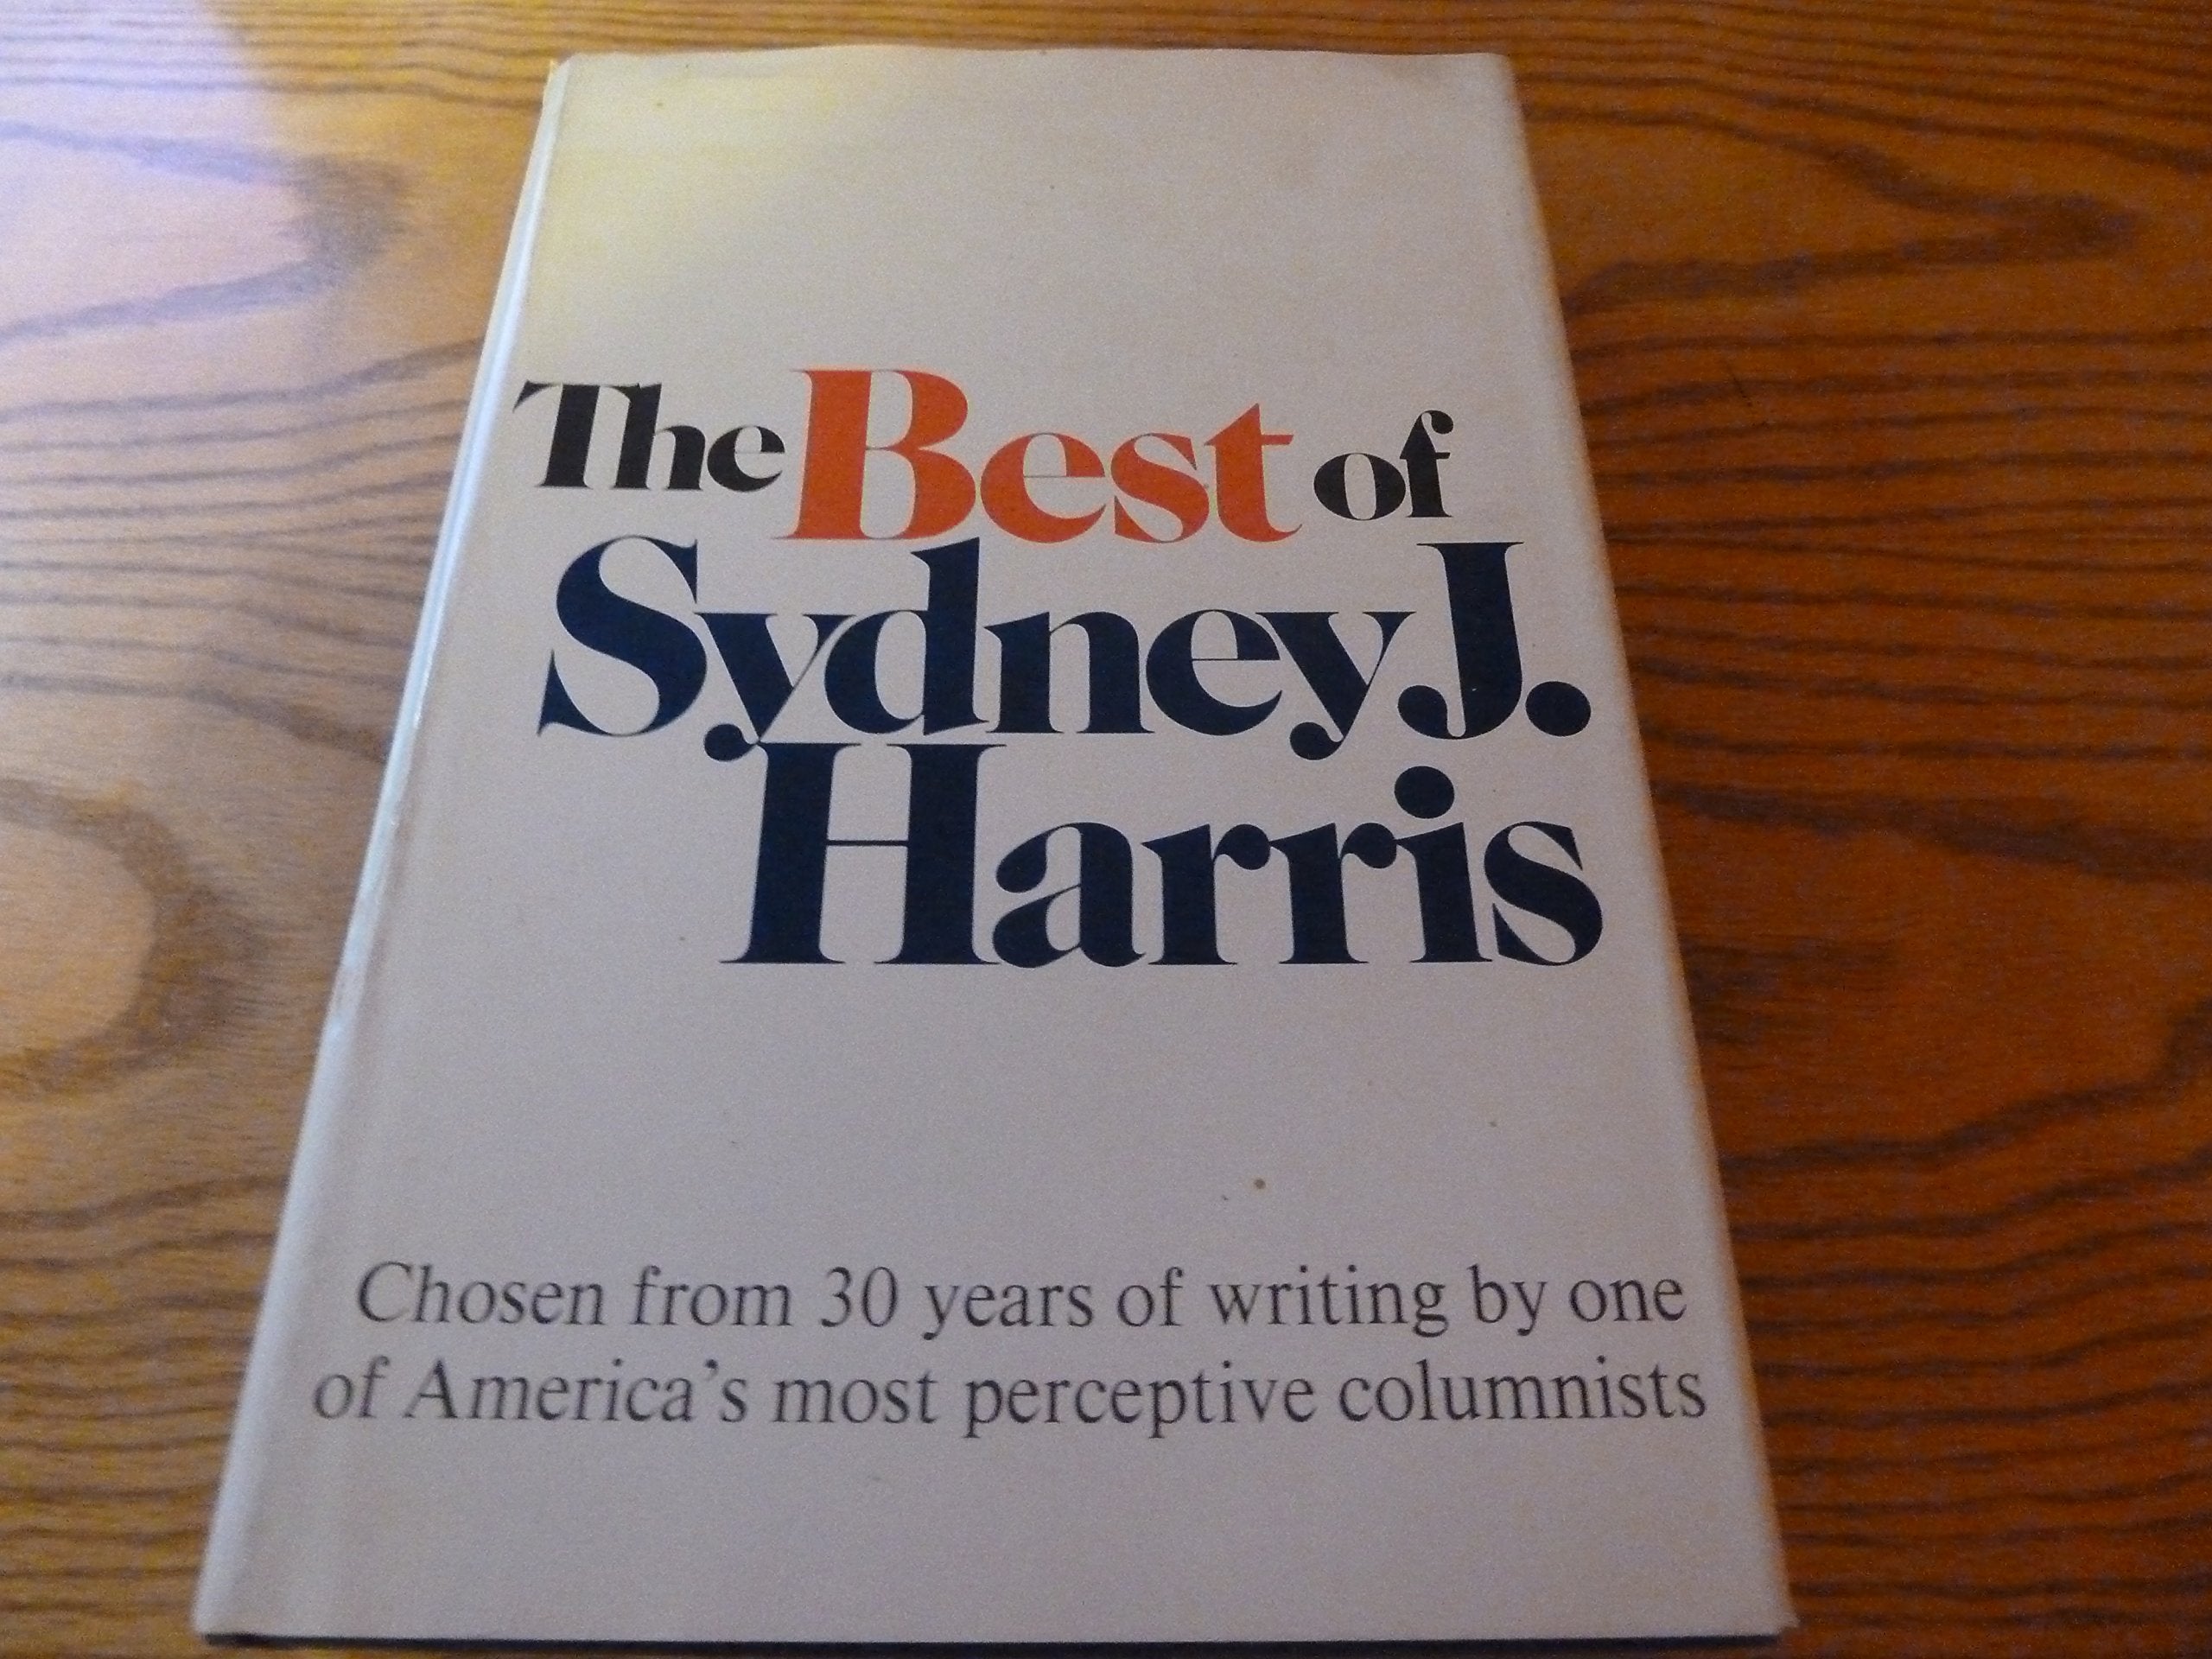 The Best of
Sydney J.
Harris
Chosen from 30 years of writing by one
of America's most perceptive columnists